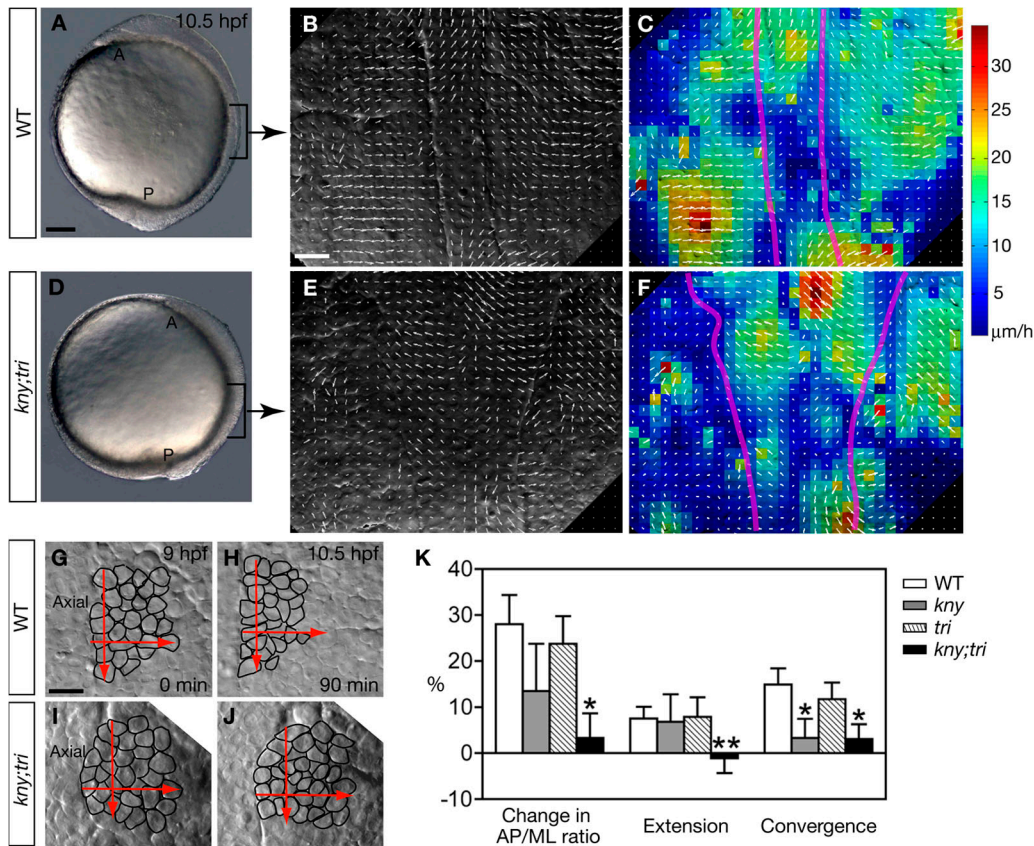 WT
A
10.5 hpf
A
P
B
C
30
25
20
15
10
5
µm/h
kny;tri
D
A
P
E
F
WT
G
9 hpf
Axial
0 min
H
10.5 hpf
90 min
kny;tri
I
Axial
J
K
40
30
20
%
10
0
-10
*
**
*
*
Change in
AP/ML ratio
Extension
Convergence
WT
kny
tri
kny;tri